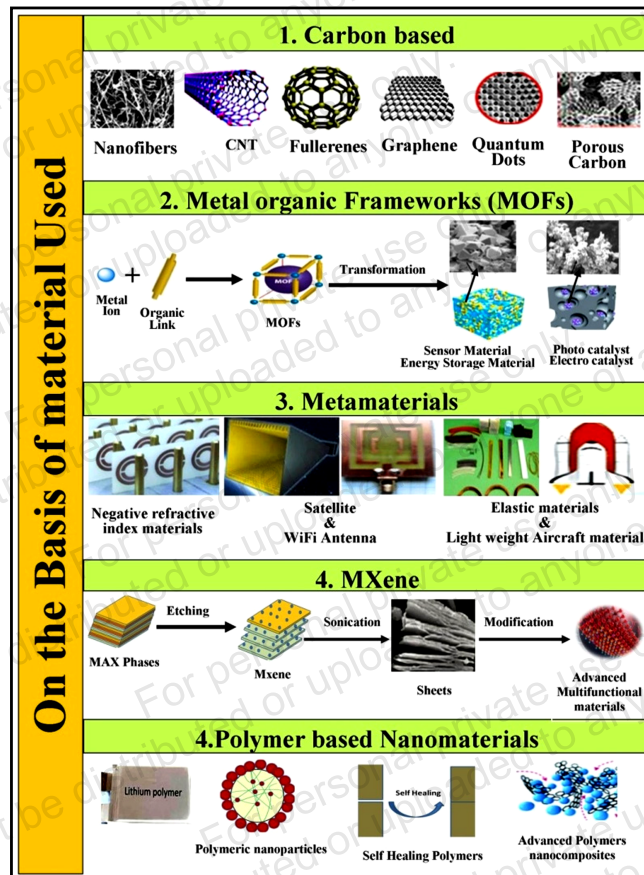 On the Basis of material Used
1. Carbon based
Nanofibers
CNT
Fullerenes
Graphene
Quantum
Dots
Porous
Carbon
2. Metal organic Frameworks (MOFs)
Metal
Ion
+
Organic
Link
MOF
MOFs
Transformation
Sensor Material
Energy Storage Material
Photo catalyst
Electro catalyst
3. Metamaterials
Negative refractive
index materials
Satellite
&
WiFi Antenna
Elastic materials
&
Light weight Aircraft material
4. MXene
MAX Phases
Etching
Mxene
Sonication
Sheets
Modification
Advanced
Multifunctional
materials
4.Polymer based Nanomaterials
Lithium polymer
Polymeric nanoparticles
Self Healing
Self Healing Polymers
Advanced Polymers
nanocomposites